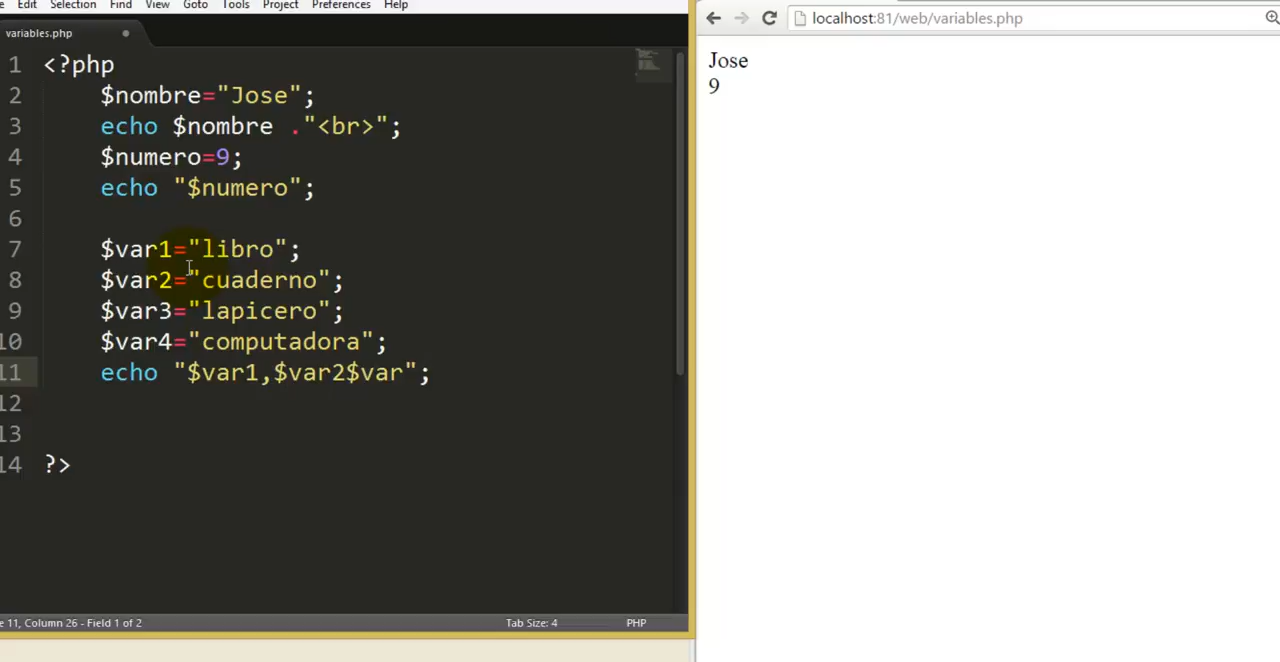 Edit Selection Find View Goto Tools Project Preferences Help
variables.php
localhost:81/web/variables.php
1 <?php
2 $nombre="Jose";
3 echo $nombre ."<br>";
4 $numero=9;
5 echo "$numero";
6
7 $var1="libro";
8 $var2="cuaderno";
9 $var3="lapicero";
10 $var4="computadora";
11 echo "$var1,$var2$var";
12
13
14 ?>
Jose
9
11, Column 26 - Field 1 of 2 Tab Size: 4 PHP